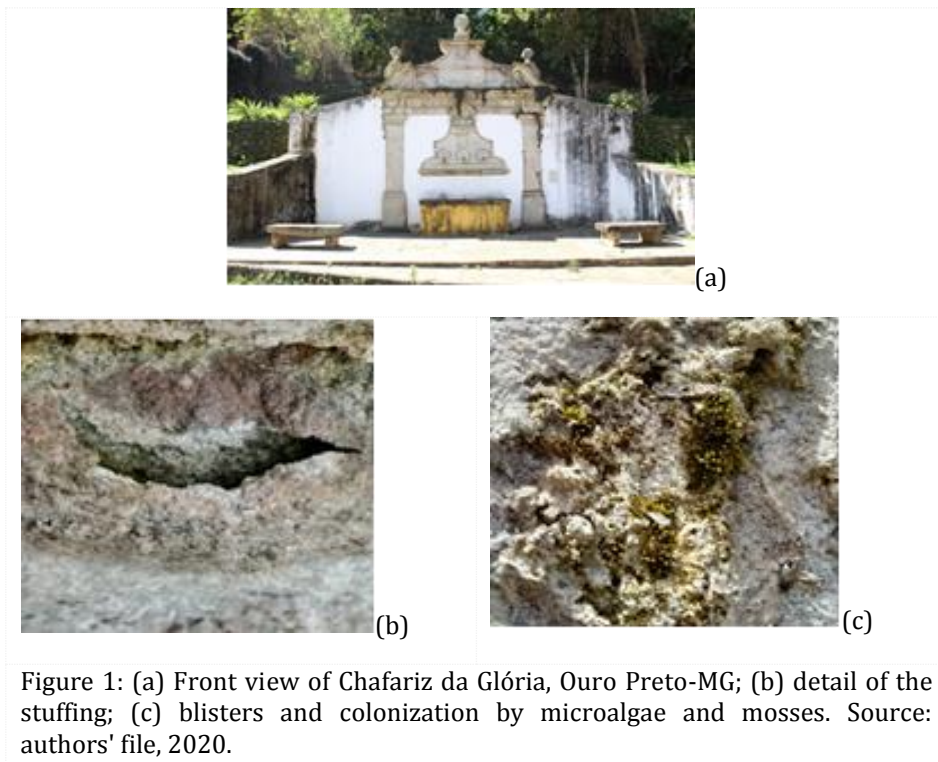 (a)
(b)
(c)
Figure 1: (a) Front view of Chafariz da Glória, Ouro Preto-MG; (b) detail of the
stuffing; (c) blisters and colonization by microalgae and mosses. Source:
authors' file, 2020.